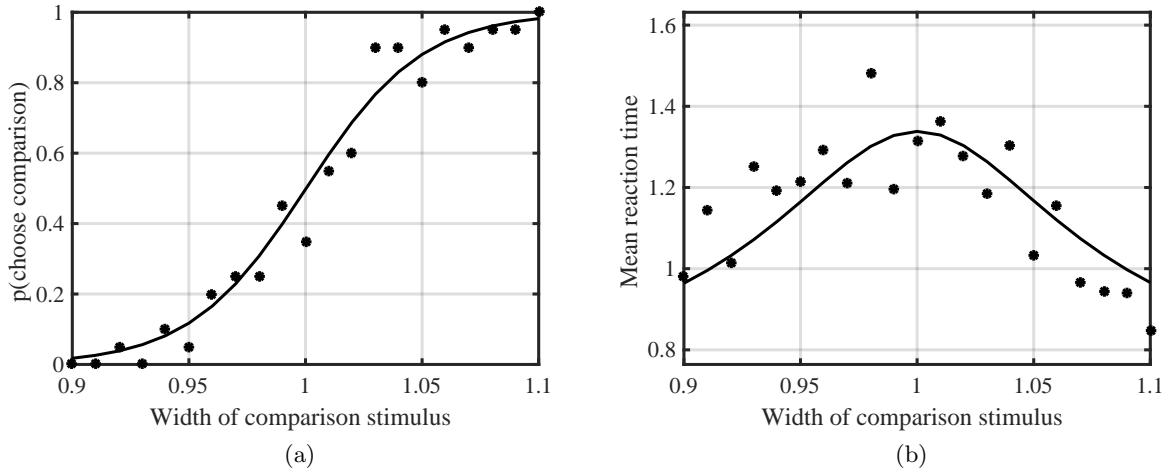 1
0.8
0.6
0.4
0.2
0
p(choose comparison)
0.9 0.95 1 1.05 1.1
Width of comparison stimulus
(a)
1.6
1.4
1.2
1
0.8
Mean reaction time
0.9 0.95 1 1.05 1.1
Width of comparison stimulus
(b)